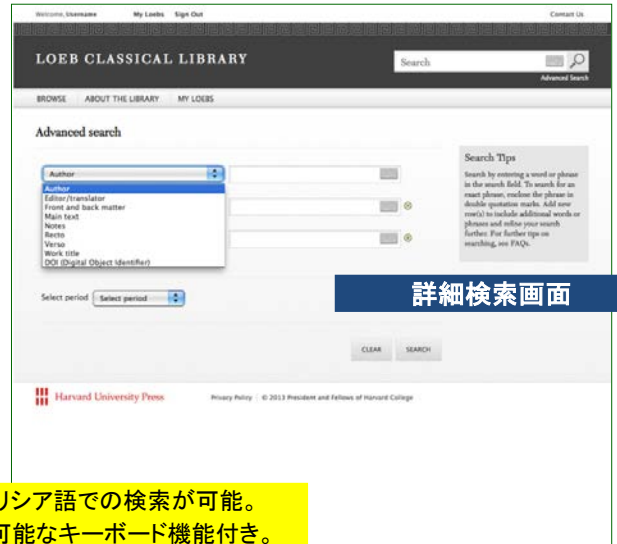 Welcome, Username My Loebs Sign Out Contact Us
LOEB CLASSICAL LIBRARY
Search
Advanced Search
BROWSE ABOUT THE LIBRARY MY LOEBS
Advanced search
Author
Author
Editor/translator
Front and back matter
Main text
Notes
Recto
Verso
Work title
DOI (Digital Object Identifier)
Search Tips
Search by entering a word or phrase
in the search field. To search for an
exact phrase, enclose the phrase in
double quotation marks. Add new
row(s) to include additional words or
phrases and refine your search
further. For further tips on
searching, see FAQs.
詳細検索画面
Select period Select period
CLEAR SEARCH
Harvard University Press Privacy Policy © 2013 President and Fellows of Harvard College
リシア語での検索が可能。
可能なキーボード機能付き。